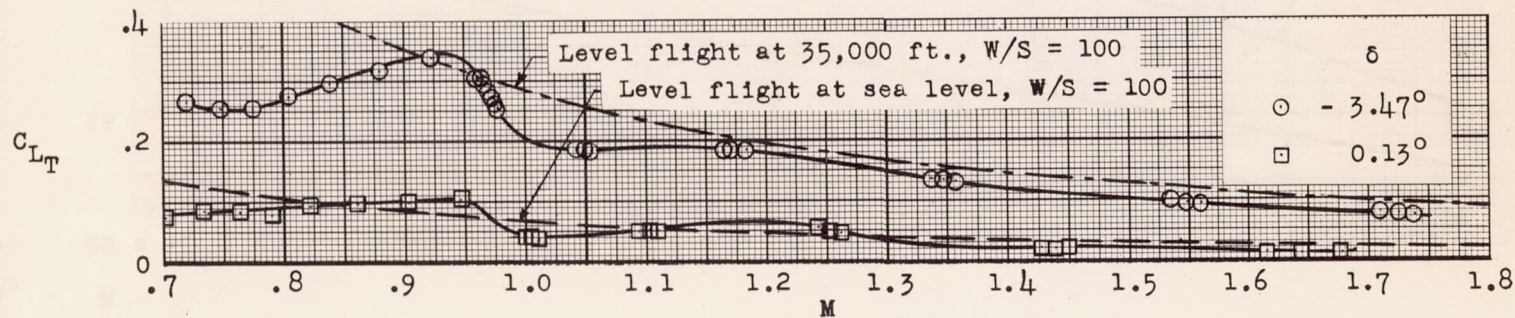 .4
Level flight at 35,000 ft., W/S = 100
Level flight at sea level, W/S = 100
δ
- 3.47°
0.13°
C_LT
.2
0
.7 .8 .9 1.0 1.1 1.2 1.3 1.4 1.5 1.6 1.7 1.8
M